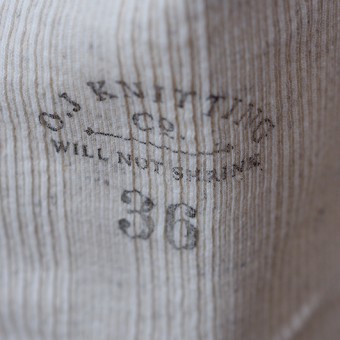 O.J KNITTING
Co.
WILL NOT SHRINK
36